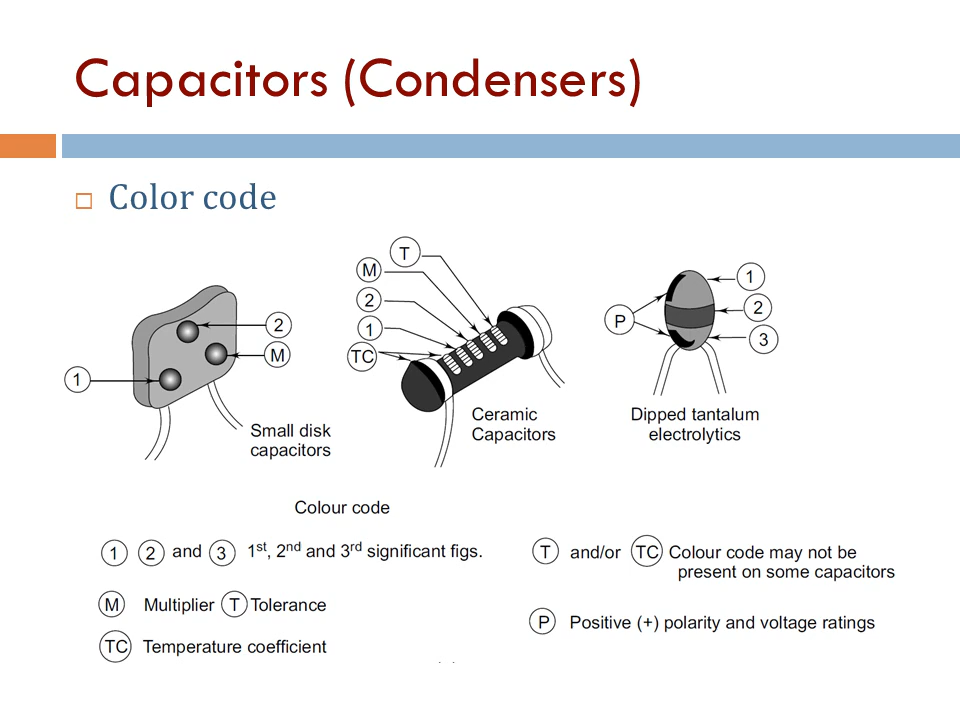 Capacitors (Condensers)
Color code
T
M
2
1
TC
2
M
1
Small disk
capacitors
Ceramic
Capacitors
P
1
2
3
Dipped tantalum
electrolytics
Colour code
1 2 and 3 1st, 2nd and 3rd significant figs.
M Multiplier T Tolerance
TC Temperature coefficient
T and/or TC Colour code may not be
present on some capacitors
P Positive (+) polarity and voltage ratings